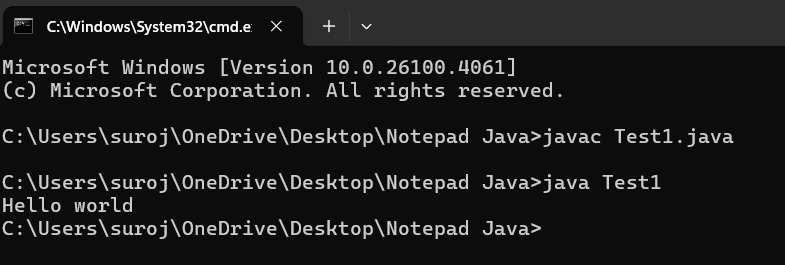 C:\Windows\System32\cmd.e
Microsoft Windows [Version 10.0.26100.4061]
(c) Microsoft Corporation. All rights reserved.
C:\Users\suroj\OneDrive\Desktop\Notepad Java>javac Test1.java
C:\Users\suroj\OneDrive\Desktop\Notepad Java>java Test1
Hello world
C:\Users\suroj\OneDrive\Desktop\Notepad Java>